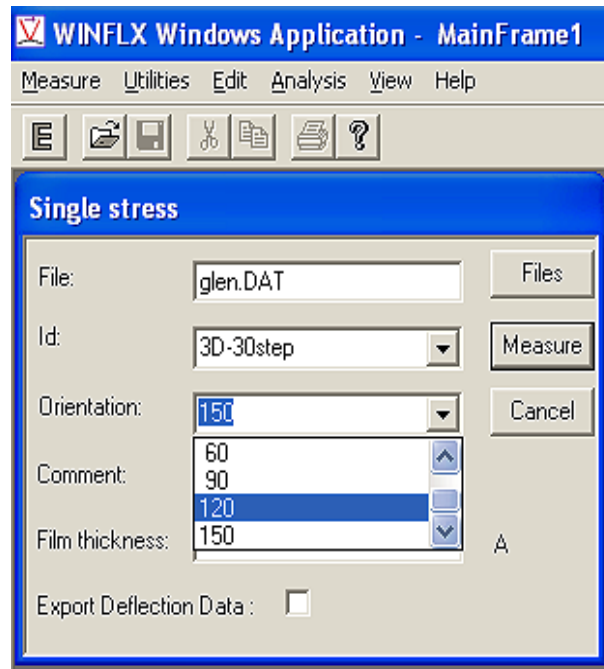 WINFLX Windows Application - MainFrame1
Measure Utilities Edit Analysis View Help
E
Single stress
File: glen.DAT Files
Id: 3D-30step Measure
Orientation: 150 Cancel
60
Comment: 90
120
Film thickness: 150 A
Export Deflection Data :